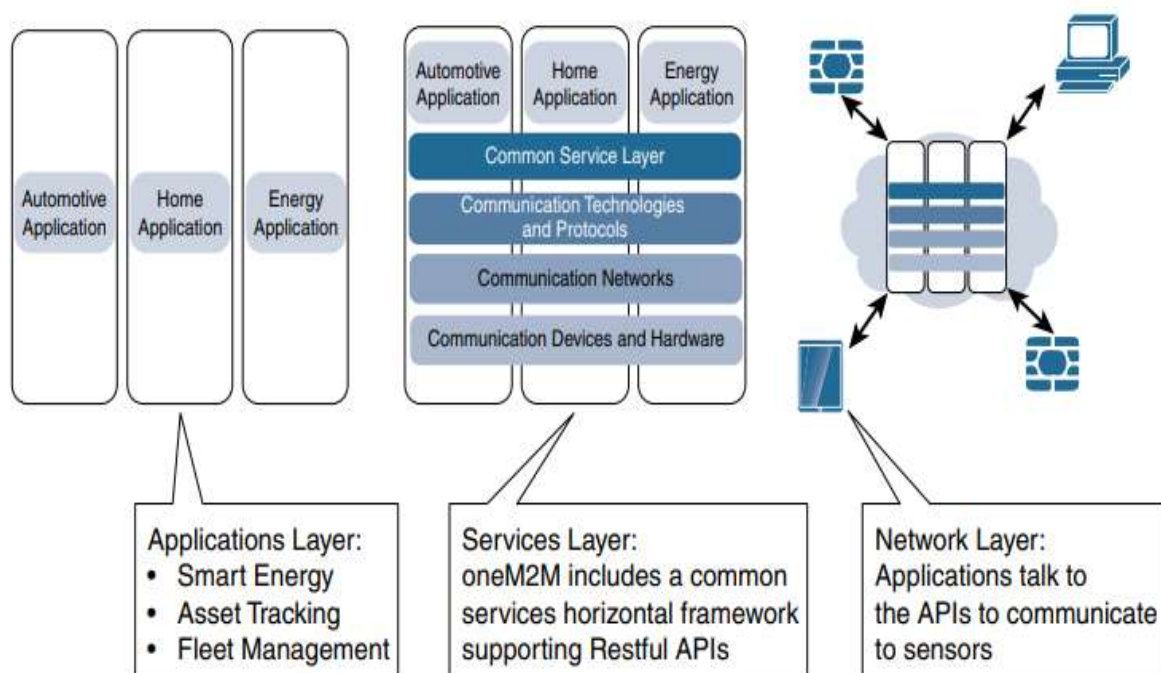 Automotive
Application
Home
Application
Energy
Application
Automotive
Application
Home
Application
Energy
Application
Common Service Layer
Communication Technologies
and Protocols
Communication Networks
Communication Devices and Hardware
Applications Layer:
• Smart Energy
• Asset Tracking
• Fleet Management
Services Layer:
oneM2M includes a common
services horizontal framework
supporting Restful APIs
Network Layer:
Applications talk to
the APIs to communicate
to sensors